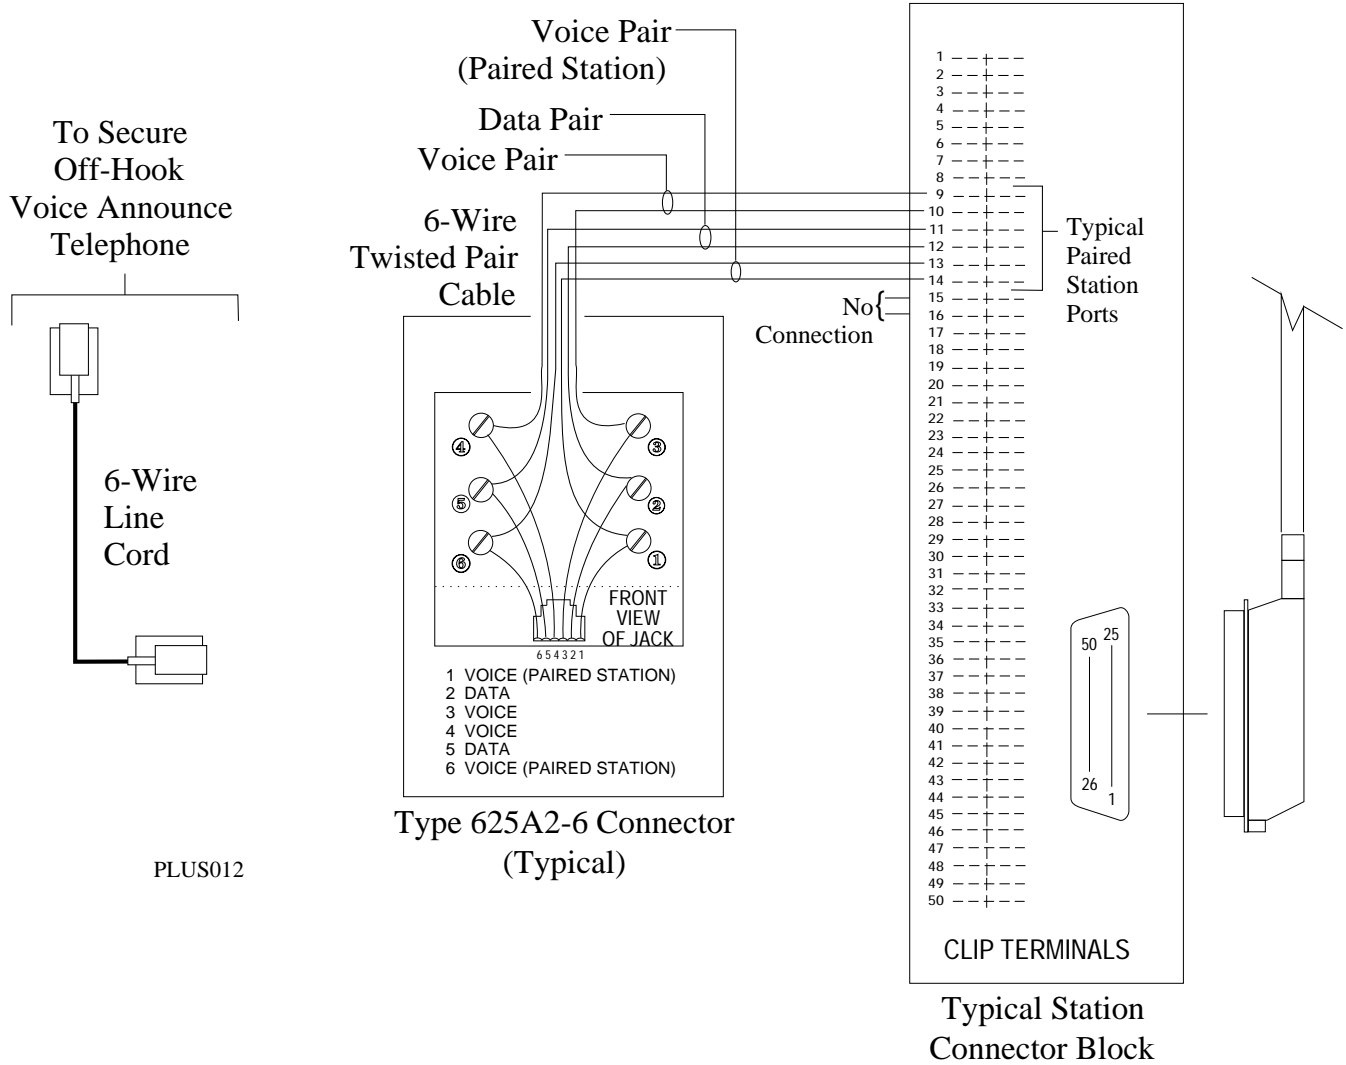 Voice Pair
(Paired Station)
Data Pair
Voice Pair
To Secure
Off-Hook
Voice Announce
Telephone
6-Wire
Twisted Pair
Cable
6-Wire
Line
Cord
PLUS012
4
3
5
2
6
1
FRONT
VIEW
OF JACK
6 5 4 3 2 1
1 VOICE (PAIRED STATION)
2 DATA
3 VOICE
4 VOICE
5 DATA
6 VOICE (PAIRED STATION)
Type 625A2-6 Connector
(Typical)
No
Connection
1
2
3
4
5
6
7
8
9
10
11
12
13
14
15
16
17
18
19
20
21
22
23
24
25
26
27
28
29
30
31
32
33
34
35
36
37
38
39
40
41
42
43
44
45
46
47
48
49
50
Typical
Paired
Station
Ports
50 25
26 1
CLIP TERMINALS
Typical Station
Connector Block